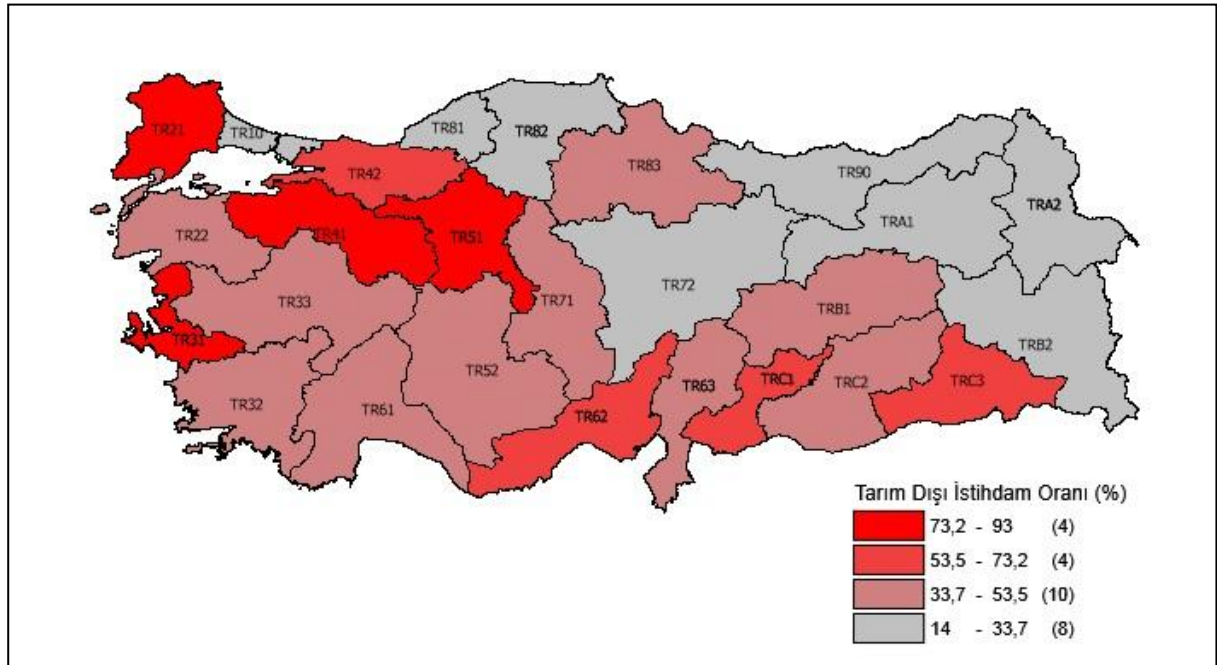 TR21
TR10
TR81
TR82
TR42
TR83
TR90
TRA1
TRA2
TR22
TR41
TR51
TR33
TR71
TR72
TRB1
TRB2
TR31
TR52
TR63
TRC1
TRC2
TRC3
TR32
TR61
TR62
Tarım Dışı İstihdam Oranı (%)
73,2 - 93 (4)
53,5 - 73,2 (4)
33,7 - 53,5 (10)
14 - 33,7 (8)